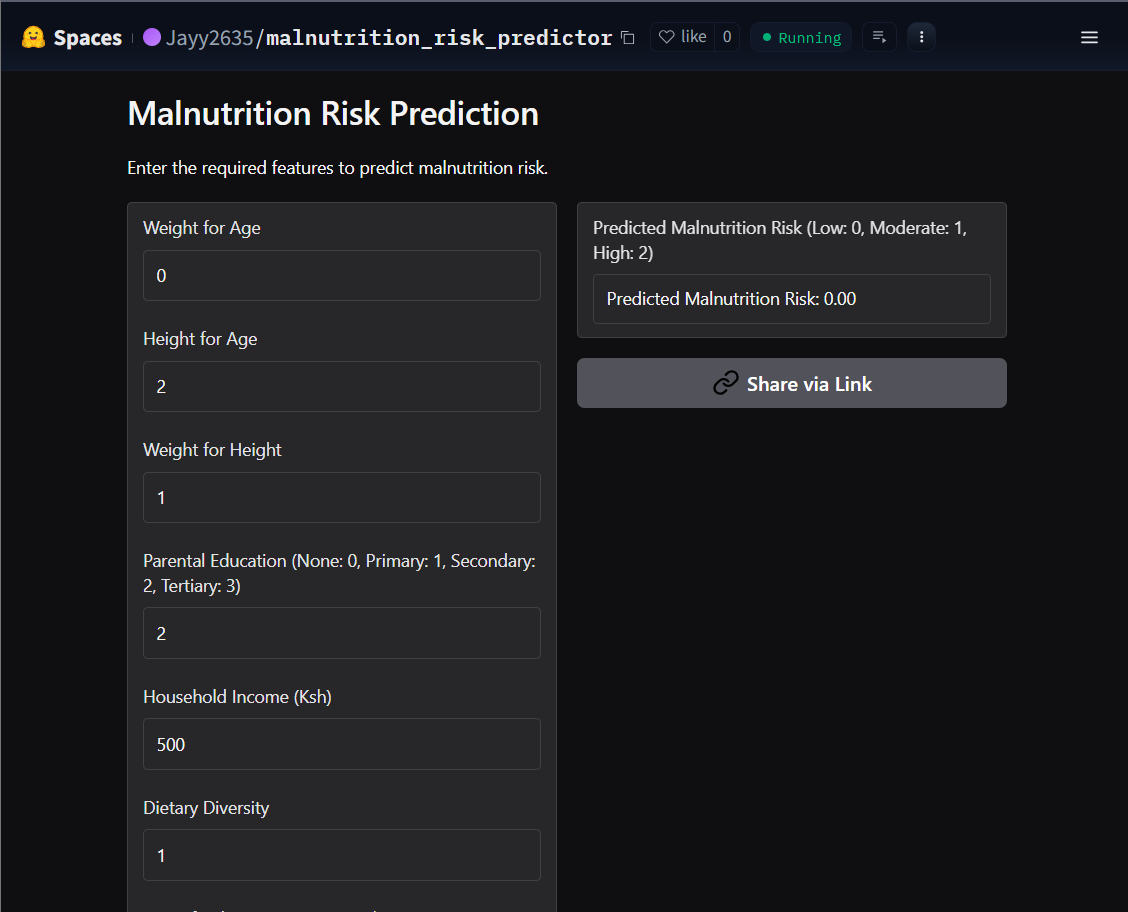 Spaces
Jayy2635/malnutrition_risk_predictor
like 0
Running
Malnutrition Risk Prediction
Enter the required features to predict malnutrition risk.
Weight for Age
0
Height for Age
2
Weight for Height
1
Parental Education (None: 0, Primary: 1, Secondary:
2, Tertiary: 3)
2
Household Income (Ksh)
500
Dietary Diversity
1
Predicted Malnutrition Risk (Low: 0, Moderate: 1,
High: 2)
Predicted Malnutrition Risk: 0.00
Share via Link